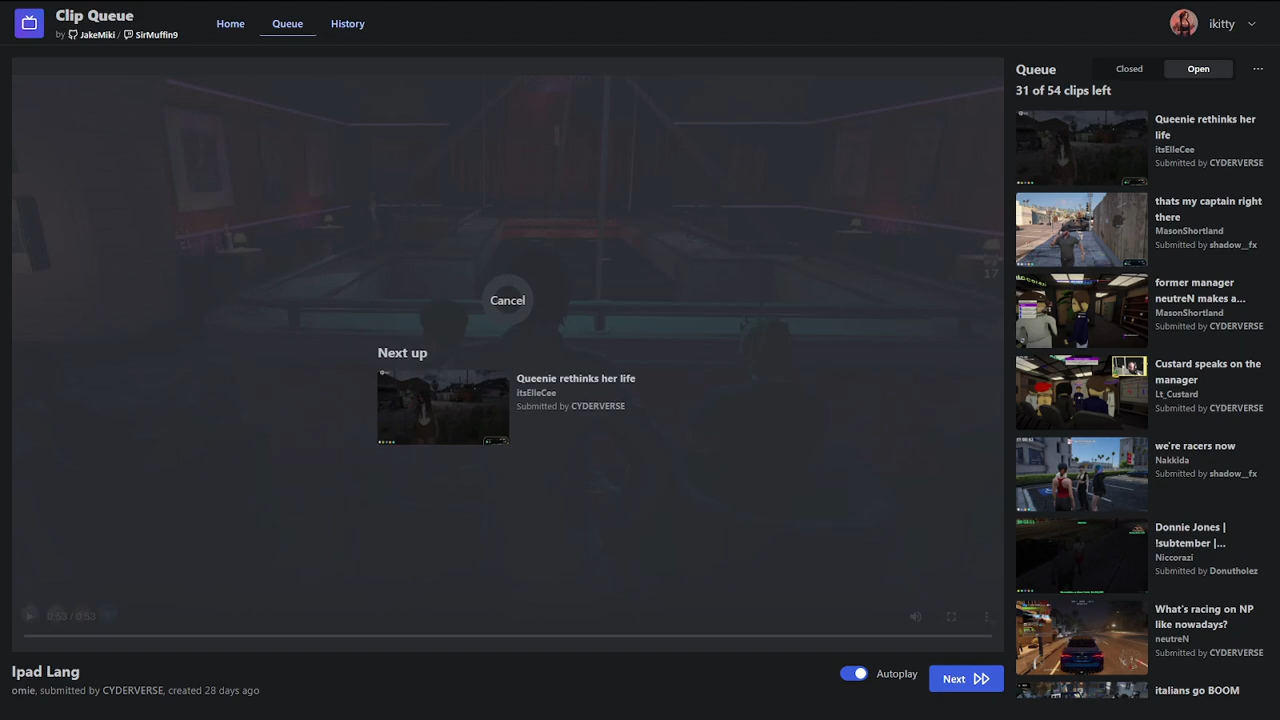 Clip Queue
by JakeMiki / SirMuffin9
Home
Queue
History
ikitty
17
Cancel
Next up
Queenie rethinks her life
itsElleCee
Submitted by CYDERVERSE
0:53 / 0:53
Ipad Lang
omie, submitted by CYDERVERSE, created 28 days ago
Autoplay
Next
Queue
Closed
Open
31 of 54 clips left
Queenie rethinks her
life
itsElleCee
Submitted by CYDERVERSE
thats my captain right
there
MasonShortland
Submitted by shadow__fx
former manager
neutreN makes a...
MasonShortland
Submitted by CYDERVERSE
Custard speaks on the
manager
Lt_Custard
Submitted by CYDERVERSE
we're racers now
Nakkida
Submitted by shadow__fx
Donnie Jones |
!subtember |...
Niccorazi
Submitted by Donutholez
What's racing on NP
like nowadays?
neutreN
Submitted by CYDERVERSE
italians go BOOM